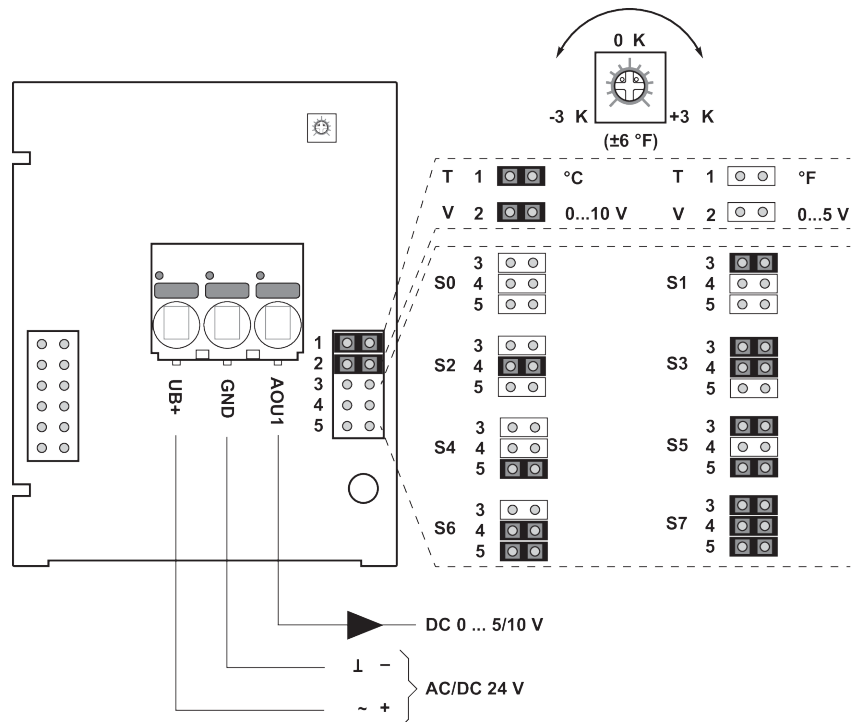 0 K
-3 K +3 K
(±6 °F)
T 1 °C T 1 °F
V 2 0...10 V V 2 0...5 V
S0 3 4 5 S1 3 4 5
S2 3 4 5 S3 3 4 5
S4 3 4 5 S5 3 4 5
S6 3 4 5 S7 3 4 5
1
2
3
4
5
UB+ GND AOU1
DC 0 ... 5/10 V
⊥ –
AC/DC 24 V
~ +